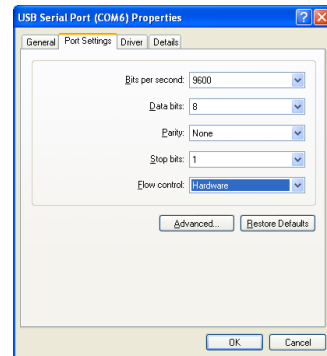 USB Serial Port (COM6) Properties
General Port Settings Driver Details
Bits per second: 9600
Data bits: 8
Parity: None
Stop bits: 1
Flow control: Hardware
Advanced... Restore Defaults
OK Cancel